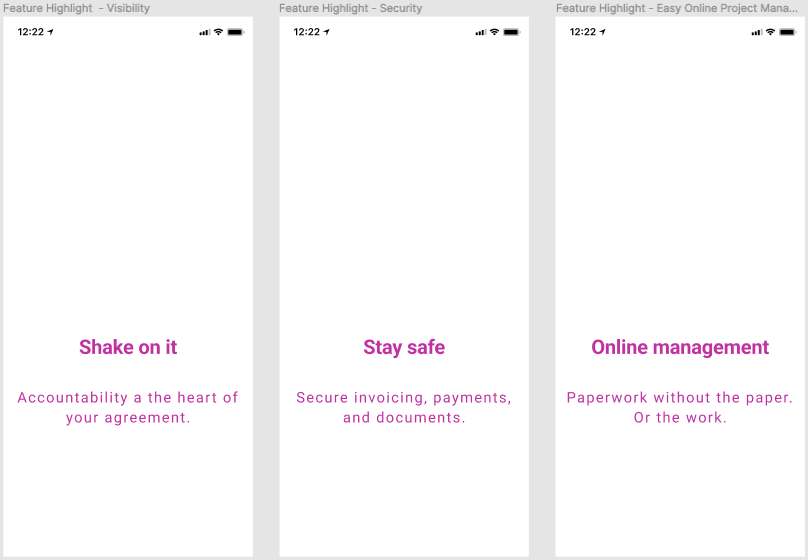 Feature Highlight - Visibility
12:22
Shake on it
Accountability a the heart of
your agreement.
Feature Highlight - Security
12:22
Stay safe
Secure invoicing, payments,
and documents.
Feature Highlight - Easy Online Project Mana...
12:22
Online management
Paperwork without the paper.
Or the work.